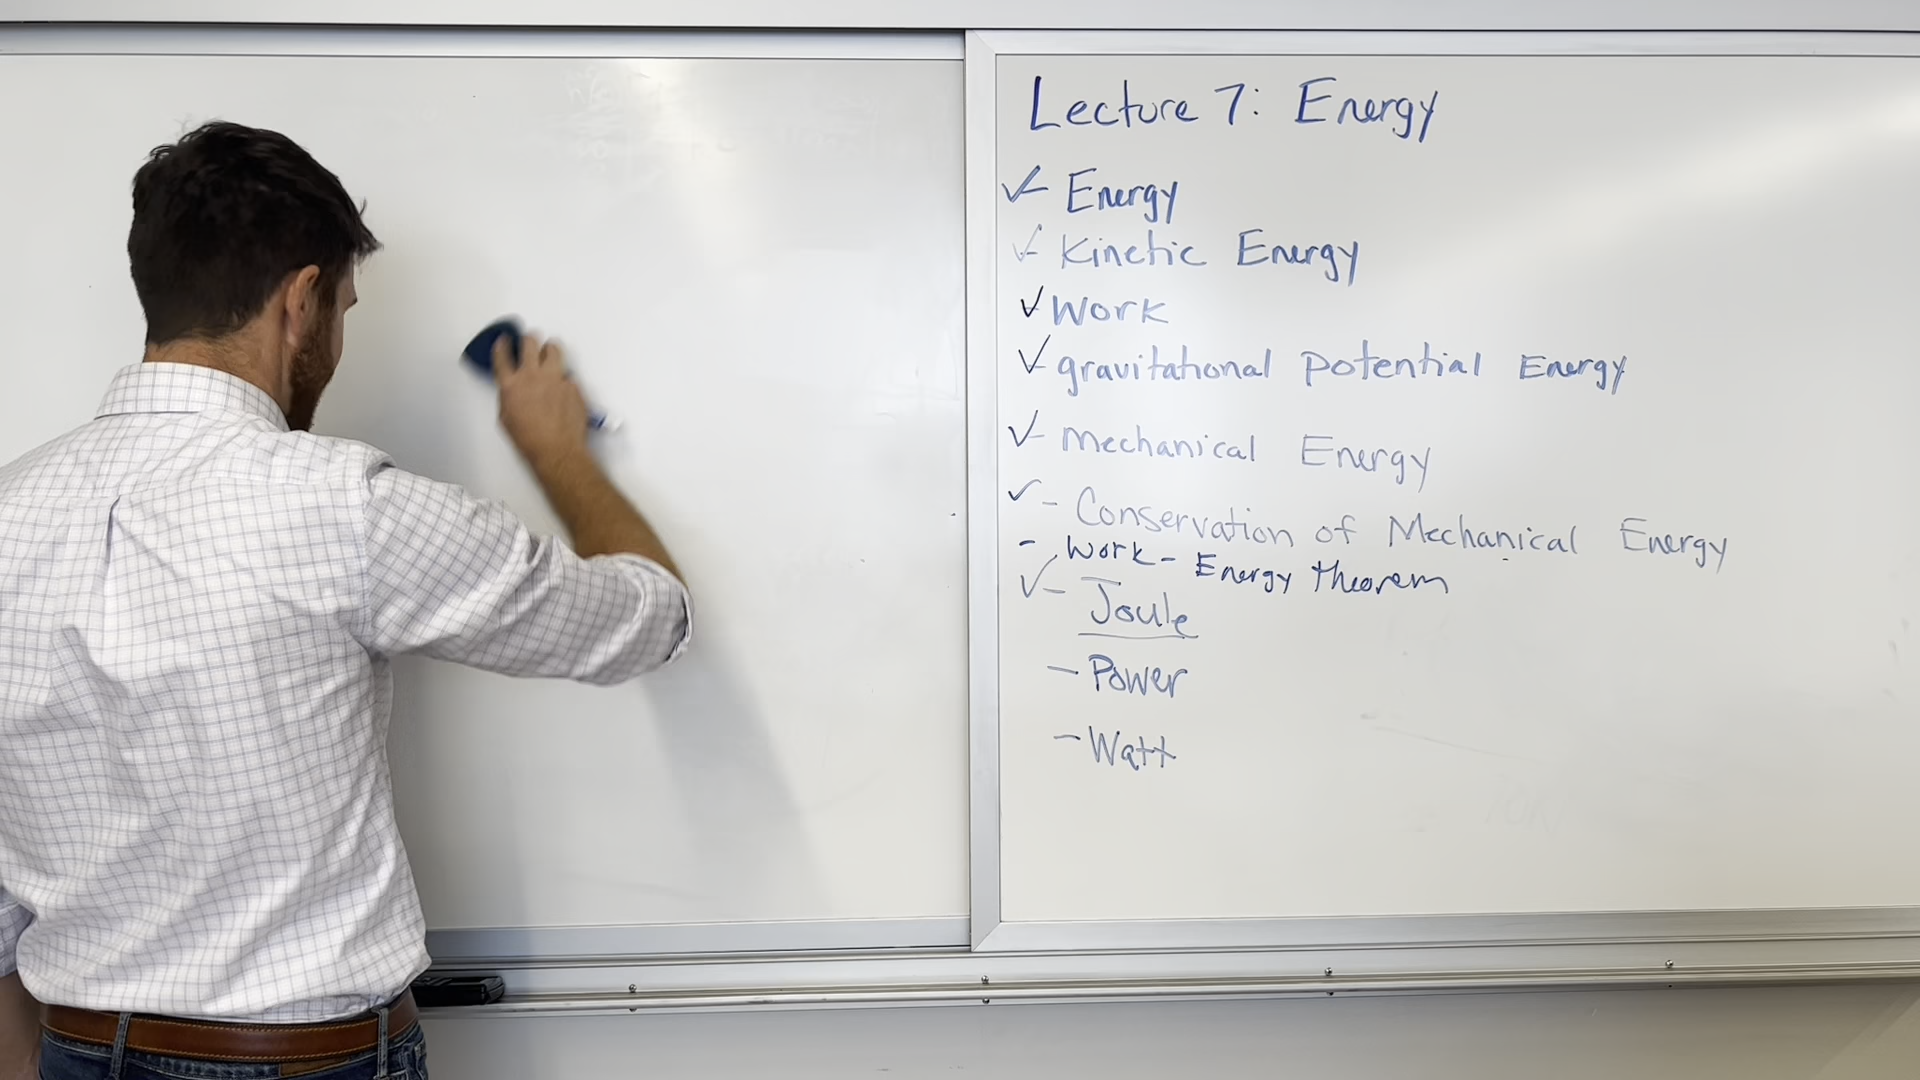 Lecture 7: Energy
✓- Energy
✓- Kinetic Energy
✓ Work
✓ gravitational Potential Energy
✓- Mechanical Energy
✓ - Conservation of Mechanical Energy
- Work - Energy theorem
✓- Joule
- Power
- Watt